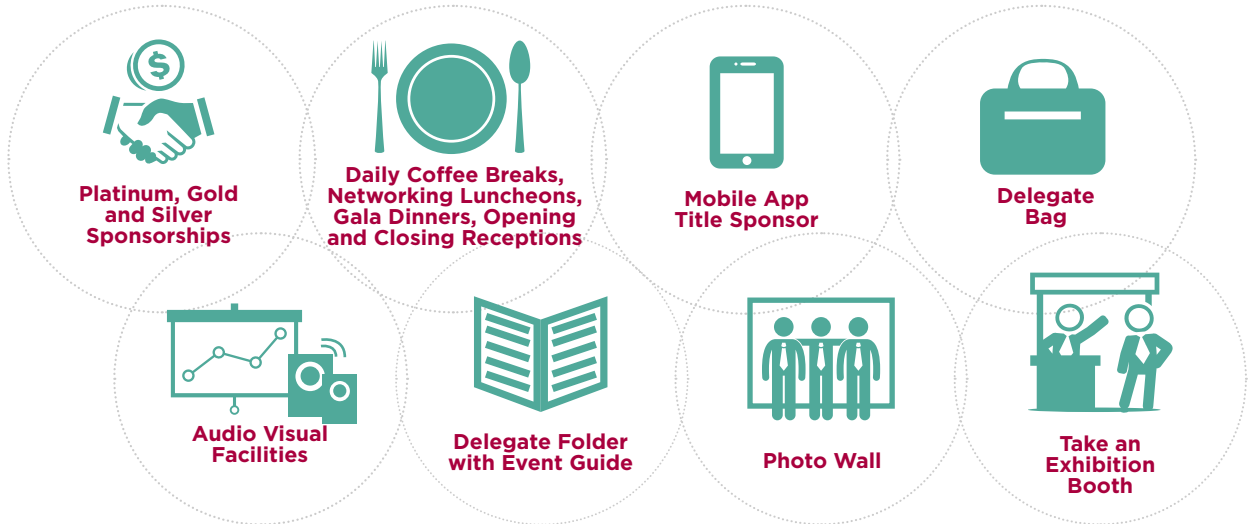 Platinum, Gold
and Silver
Sponsorships
Daily Coffee Breaks,
Networking Luncheons,
Gala Dinners, Opening
and Closing Receptions
Mobile App
Title Sponsor
Delegate
Bag
Audio Visual
Facilities
Delegate Folder
with Event Guide
Photo Wall
Take an
Exhibition
Booth